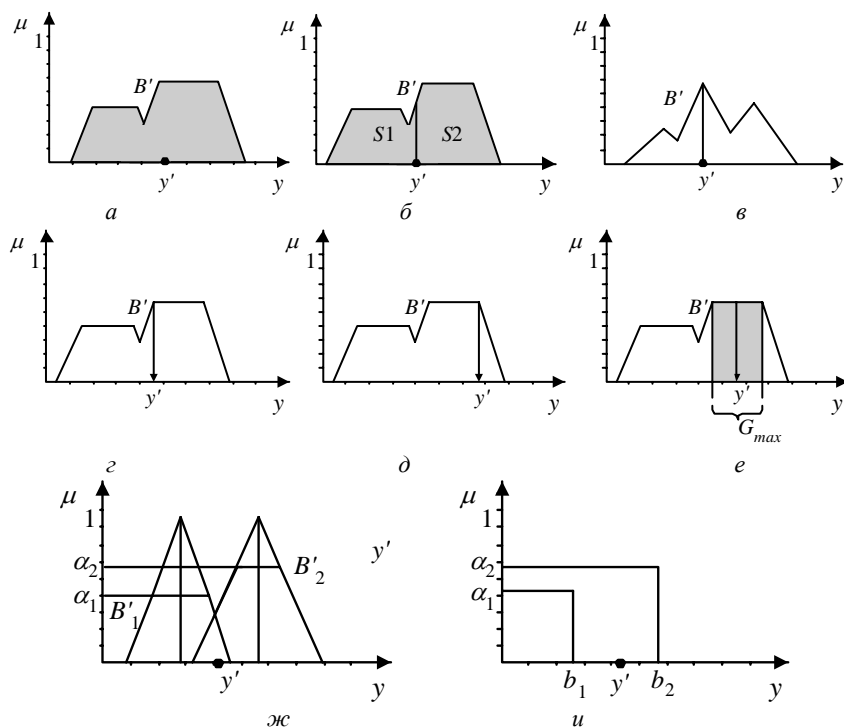 μ
1
B'
y'
y
а
μ
1
B'
S1
S2
y'
y
б
μ
1
B'
y'
y
в
μ
1
B'
y'
y
г
μ
1
B'
y'
y
д
μ
1
B'
y'
y
G_max
е
μ
1
α₂
α₁
B'₁
B'₂
y'
y'
y
ж
μ
1
α₂
α₁
b₁
y'
b₂
y
и